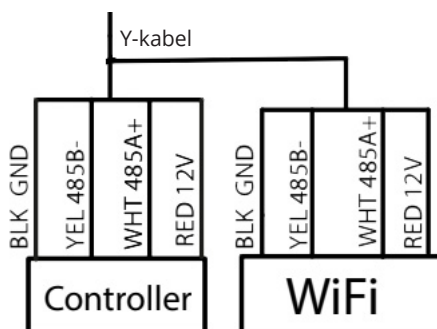 Y-kabel
BLK GND
YEL 485B-
WHT 485A+
RED 12V
BLK GND
YEL 485B-
WHT 485A+
RED 12V
Controller
WiFi